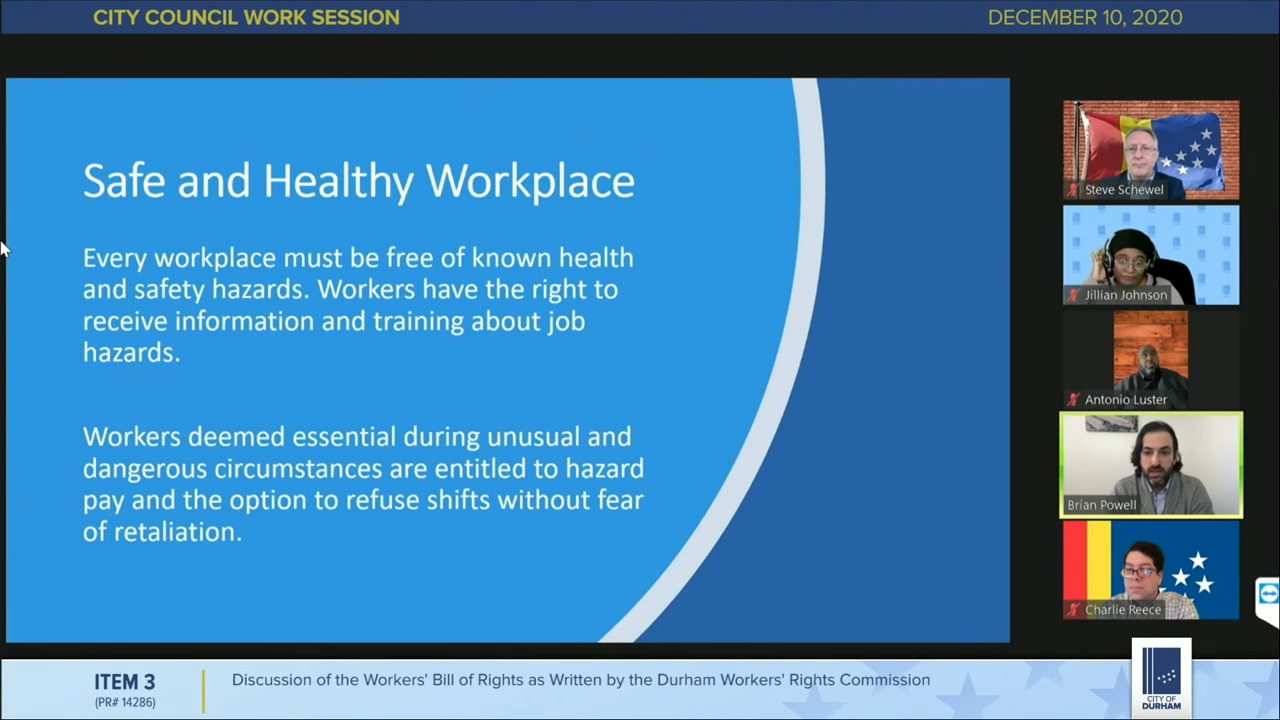 CITY COUNCIL WORK SESSION
DECEMBER 10, 2020
Safe and Healthy Workplace
Every workplace must be free of known health
and safety hazards. Workers have the right to
receive information and training about job
hazards.
Workers deemed essential during unusual and
dangerous circumstances are entitled to hazard
pay and the option to refuse shifts without fear
of retaliation.
Steve Schewel
Jillian Johnson
Antonio Luster
Brian Powell
Charlie Reece
ITEM 3
(PR# 14286)
Discussion of the Workers' Bill of Rights as Written by the Durham Workers' Rights Commission
CITY OF
DURHAM